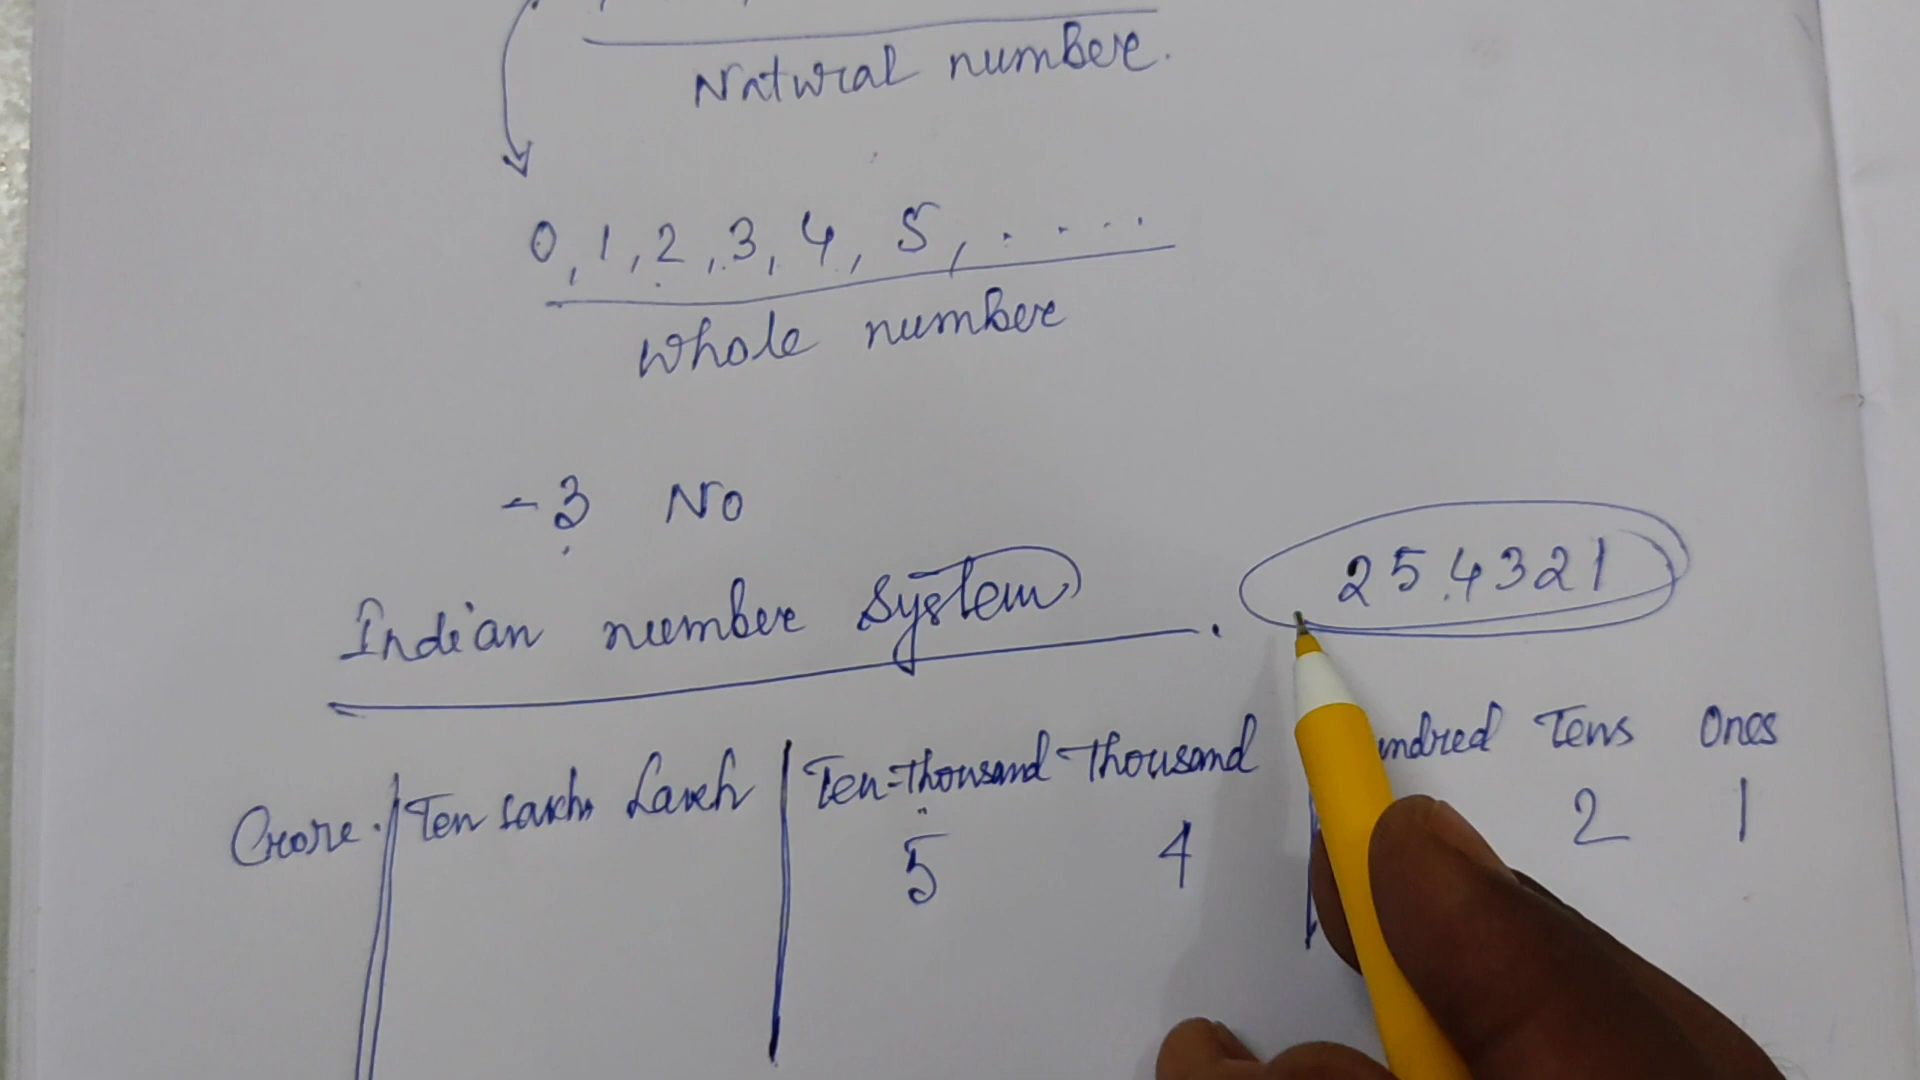 Natural number.
0, 1, 2, 3, 4, 5, .....
Whole number
-3 No
Indian number System. 254321
Crore. Ten Lakh Lakh Ten-Thousand Thousand undred Tens Ones
5 4 2 1